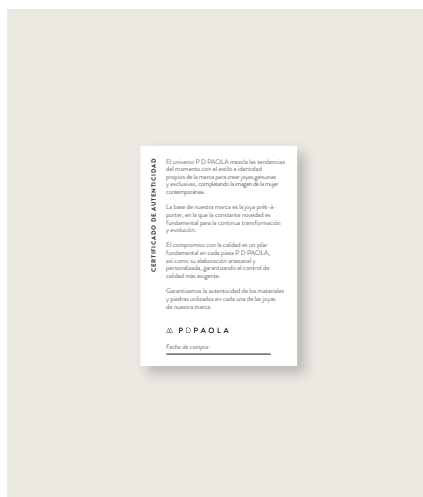 CERTIFICADO DE AUTENTICIDAD
El universo P D PAOLA mezcla las tendencias
del momento con el estilo e identidad
propios de la marca para crear joyas genuinas
y exclusivas, completando la imagen de la mujer
contemporánea.
La base de nuestra marca es la joya prêt-à-
porter, en la que la constante novedad es
fundamental para la continua transformación
y evolución.
El compromiso con la calidad es un pilar
fundamental en cada pieza P D PAOLA,
así como su elaboración artesanal y
personalizada, garantizando el control de
calidad más exigente.
Garantizamos la autenticidad de los materiales
y piedras utilizados en cada una de las joyas
de nuestra marca.
PDPAOLA
Fecha de compra: